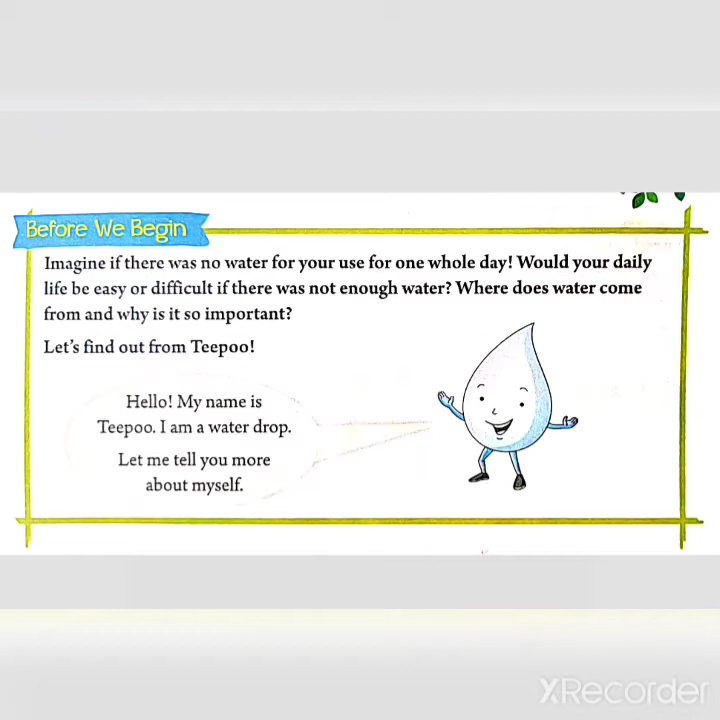 Before We Begin
Imagine if there was no water for your use for one whole day! Would your daily
life be easy or difficult if there was not enough water? Where does water come
from and why is it so important?
Let's find out from Teepoo!
Hello! My name is
Teepoo. I am a water drop.
Let me tell you more
about myself.
XRecorder